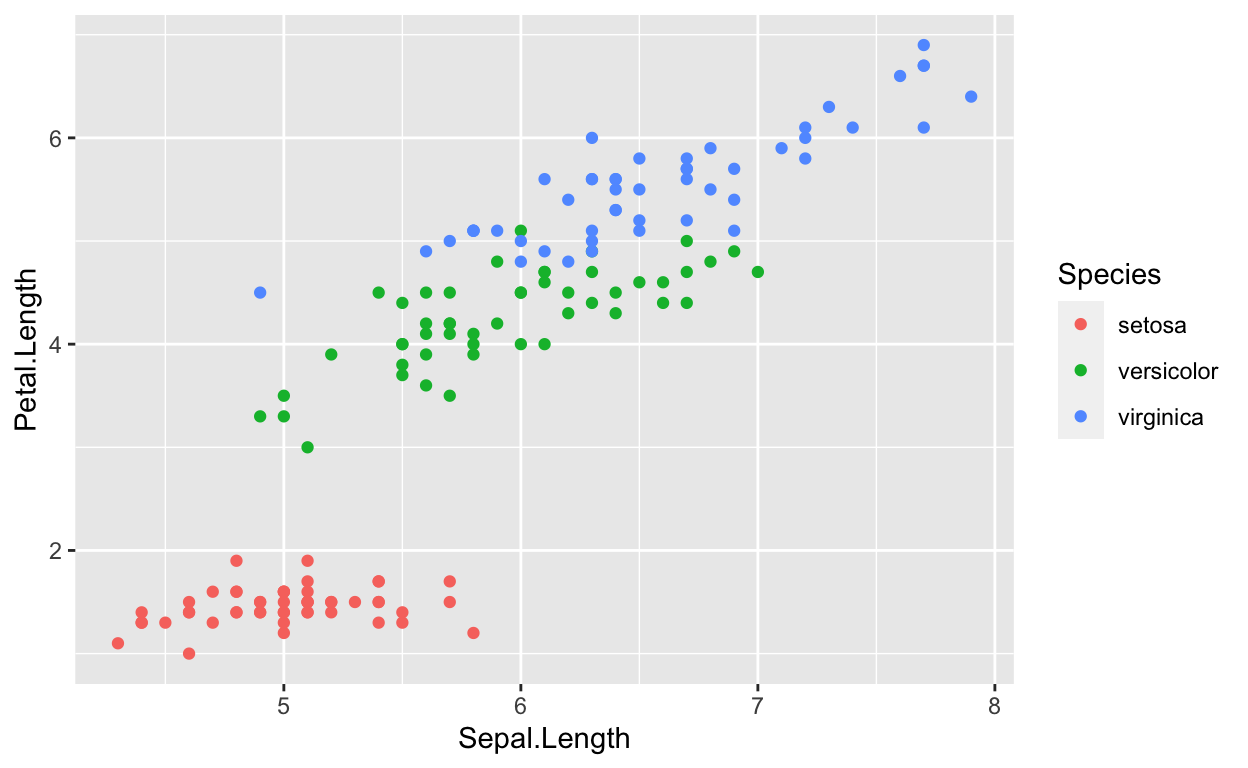 6
4
2
Petal.Length
5 6 7 8
Sepal.Length
Species
setosa
versicolor
virginica